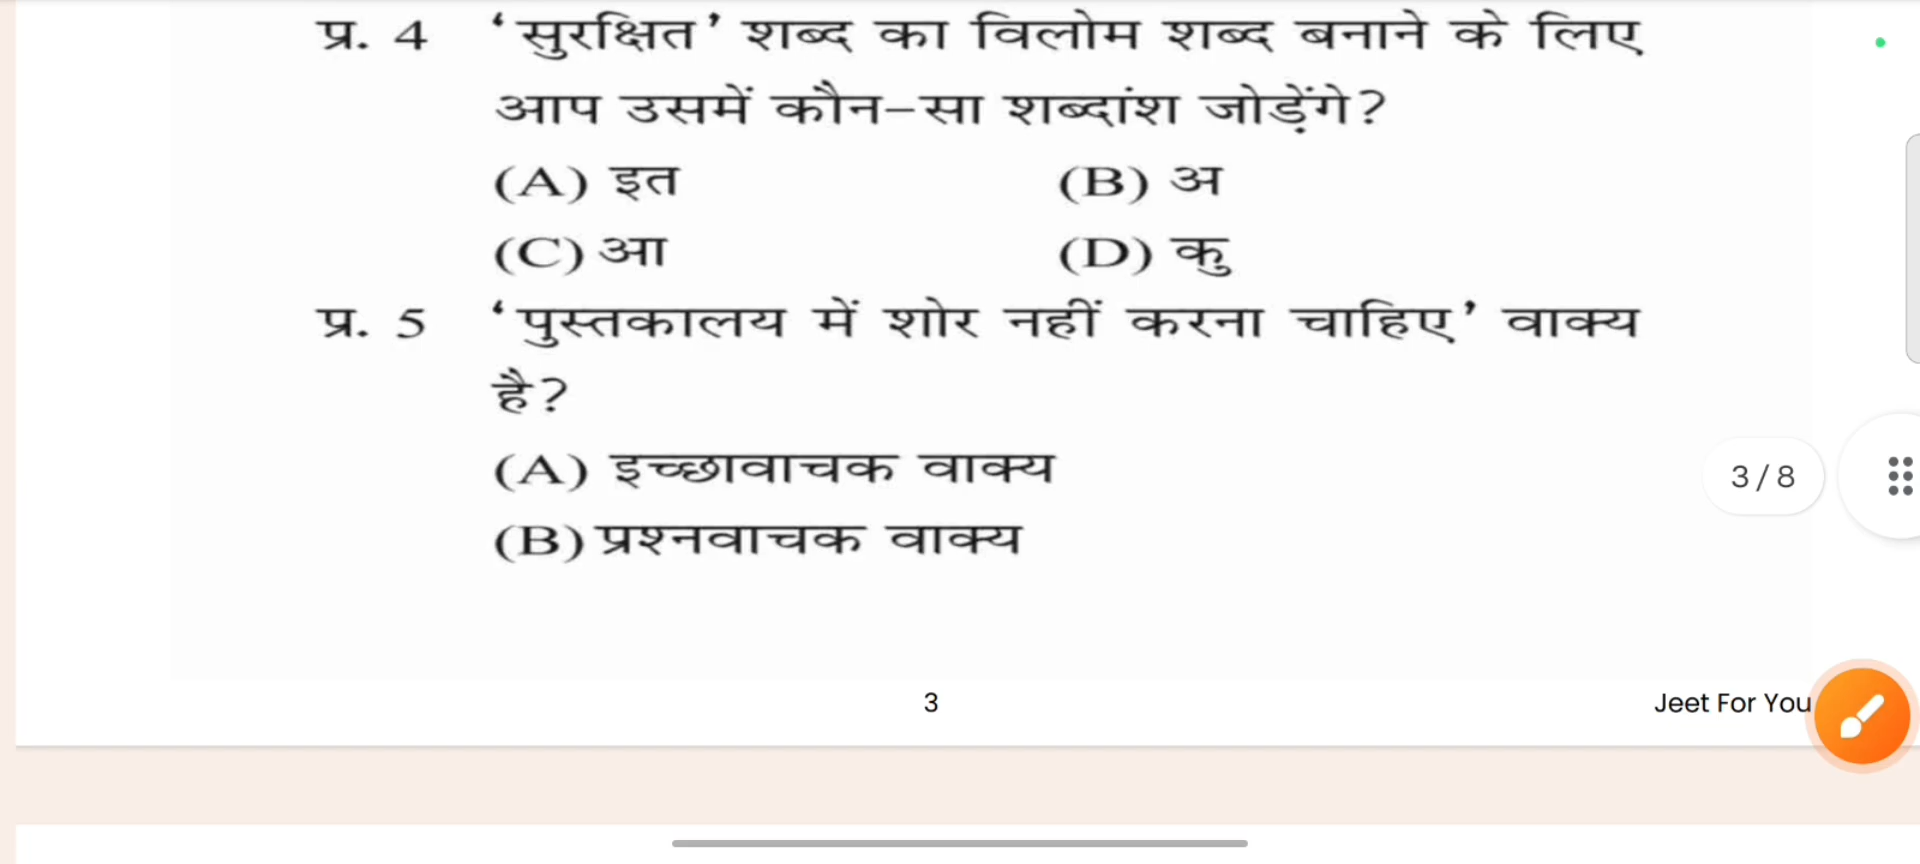 प्र. 4 ‘सुरक्षित’ शब्द का विलोम शब्द बनाने के लिए
आप उसमें कौन–सा शब्दांश जोड़ेंगे?
(A) इत (B) अ
(C) आ (D) कु
प्र. 5 ‘पुस्तकालय में शोर नहीं करना चाहिए’ वाक्य
है?
(A) इच्छावाचक वाक्य
3/8
(B) प्रश्नवाचक वाक्य
3
Jeet For You